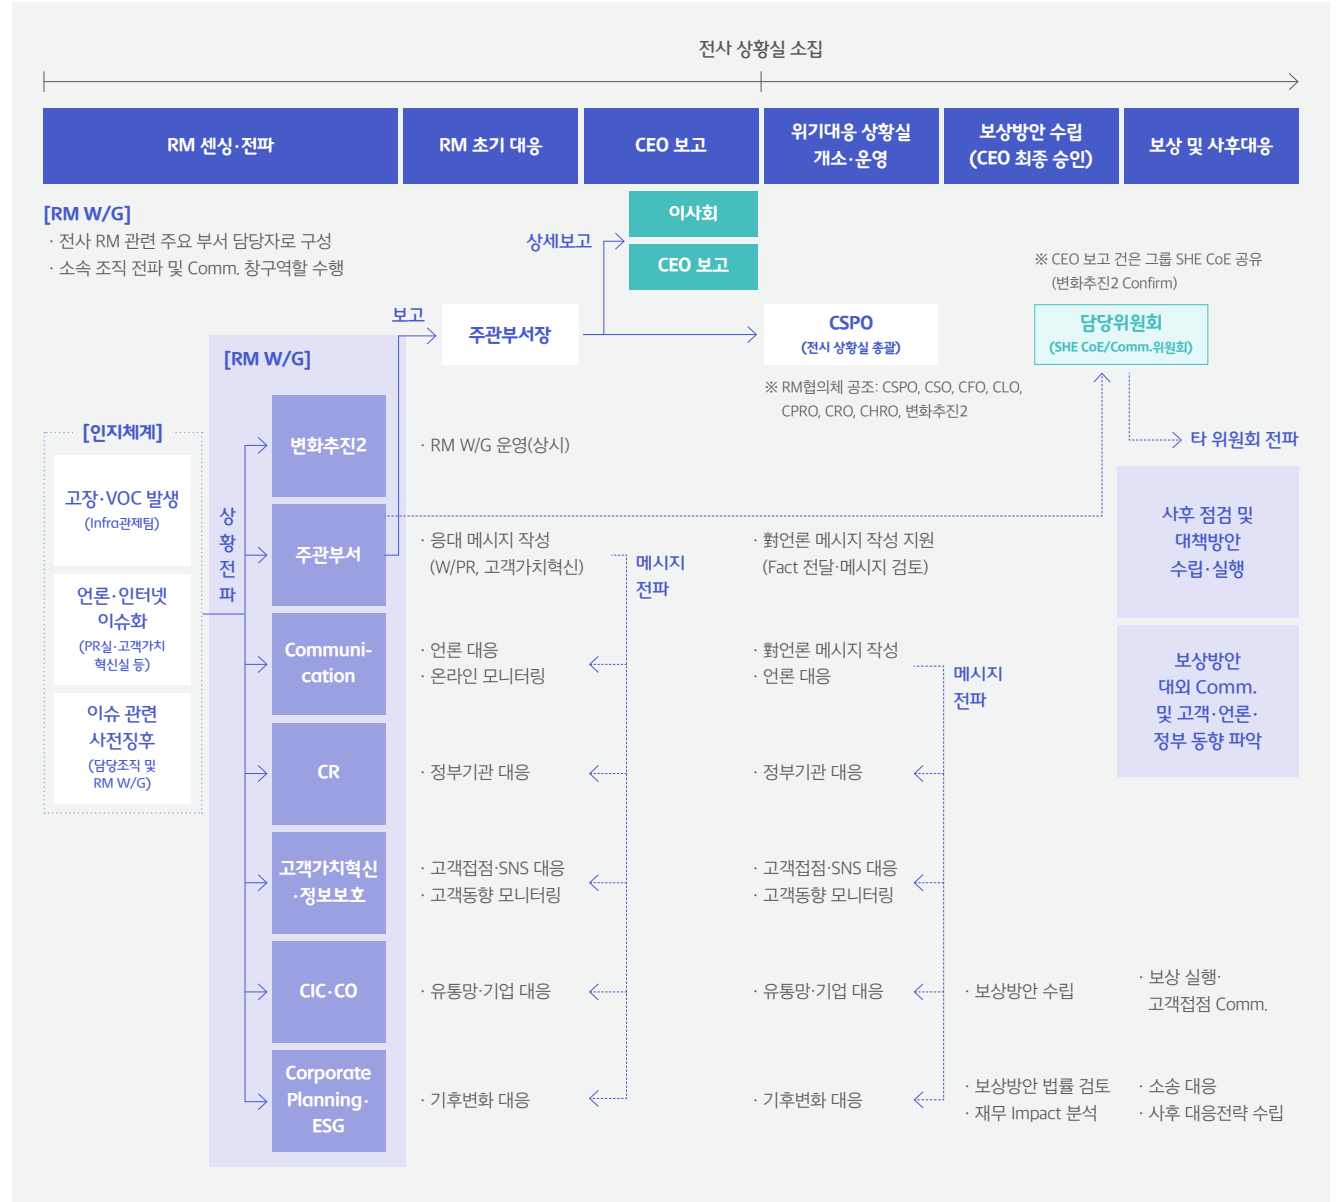 전사 상황실 소집
RM 센싱·전파
RM 초기 대응
CEO 보고
위기대응 상황실
개소·운영
보상방안 수립
(CEO 최종 승인)
보상 및 사후대응
[RM W/G]
· 전사 RM 관련 주요 부서 담당자로 구성
· 소속 조직 전파 및 Comm. 창구역할 수행
상세보고
이사회
CEO 보고
※ CEO 보고 건은 그룹 SHE CoE 공유
(변화추진2 Confirm)
보고
주관부서장
CSPO
(전시 상황실 총괄)
담당위원회
(SHE CoE/Comm.위원회)
※ RM협의체 공조: CSPO, CSO, CFO, CLO,
CPRO, CRO, CHRO, 변화추진2
타 위원회 전파
[인지체계]
고장·VOC 발생
(Infra관제팀)
언론·인터넷
이슈화
(PR실·고객가치
혁신실 등)
이슈 관련
사전징후
(담당조직 및
RM W/G)
상
황
전
파
[RM W/G]
변화추진2
· RM W/G 운영(상시)
주관부서
· 응대 메시지 작성
(W/PR, 고객가치혁신)
메시지
전파
· 對언론 메시지 작성 지원
(Fact 전달·메시지 검토)
사후 점검 및
대책방안
수립·실행
Communi-
cation
· 언론 대응
· 온라인 모니터링
· 對언론 메시지 작성
· 언론 대응
메시지
전파
보상방안
대외 Comm.
및 고객·언론·
정부 동향 파악
CR
· 정부기관 대응
· 정부기관 대응
고객가치혁신
·정보보호
· 고객접점·SNS 대응
· 고객동향 모니터링
· 고객접점·SNS 대응
· 고객동향 모니터링
CIC·CO
· 유통망·기업 대응
· 유통망·기업 대응
· 보상방안 수립
· 보상 실행·
고객접점 Comm.
Corporate
Planning·
ESG
· 기후변화 대응
· 기후변화 대응
· 보상방안 법률 검토
· 재무 Impact 분석
· 소송 대응
· 사후 대응전략 수립